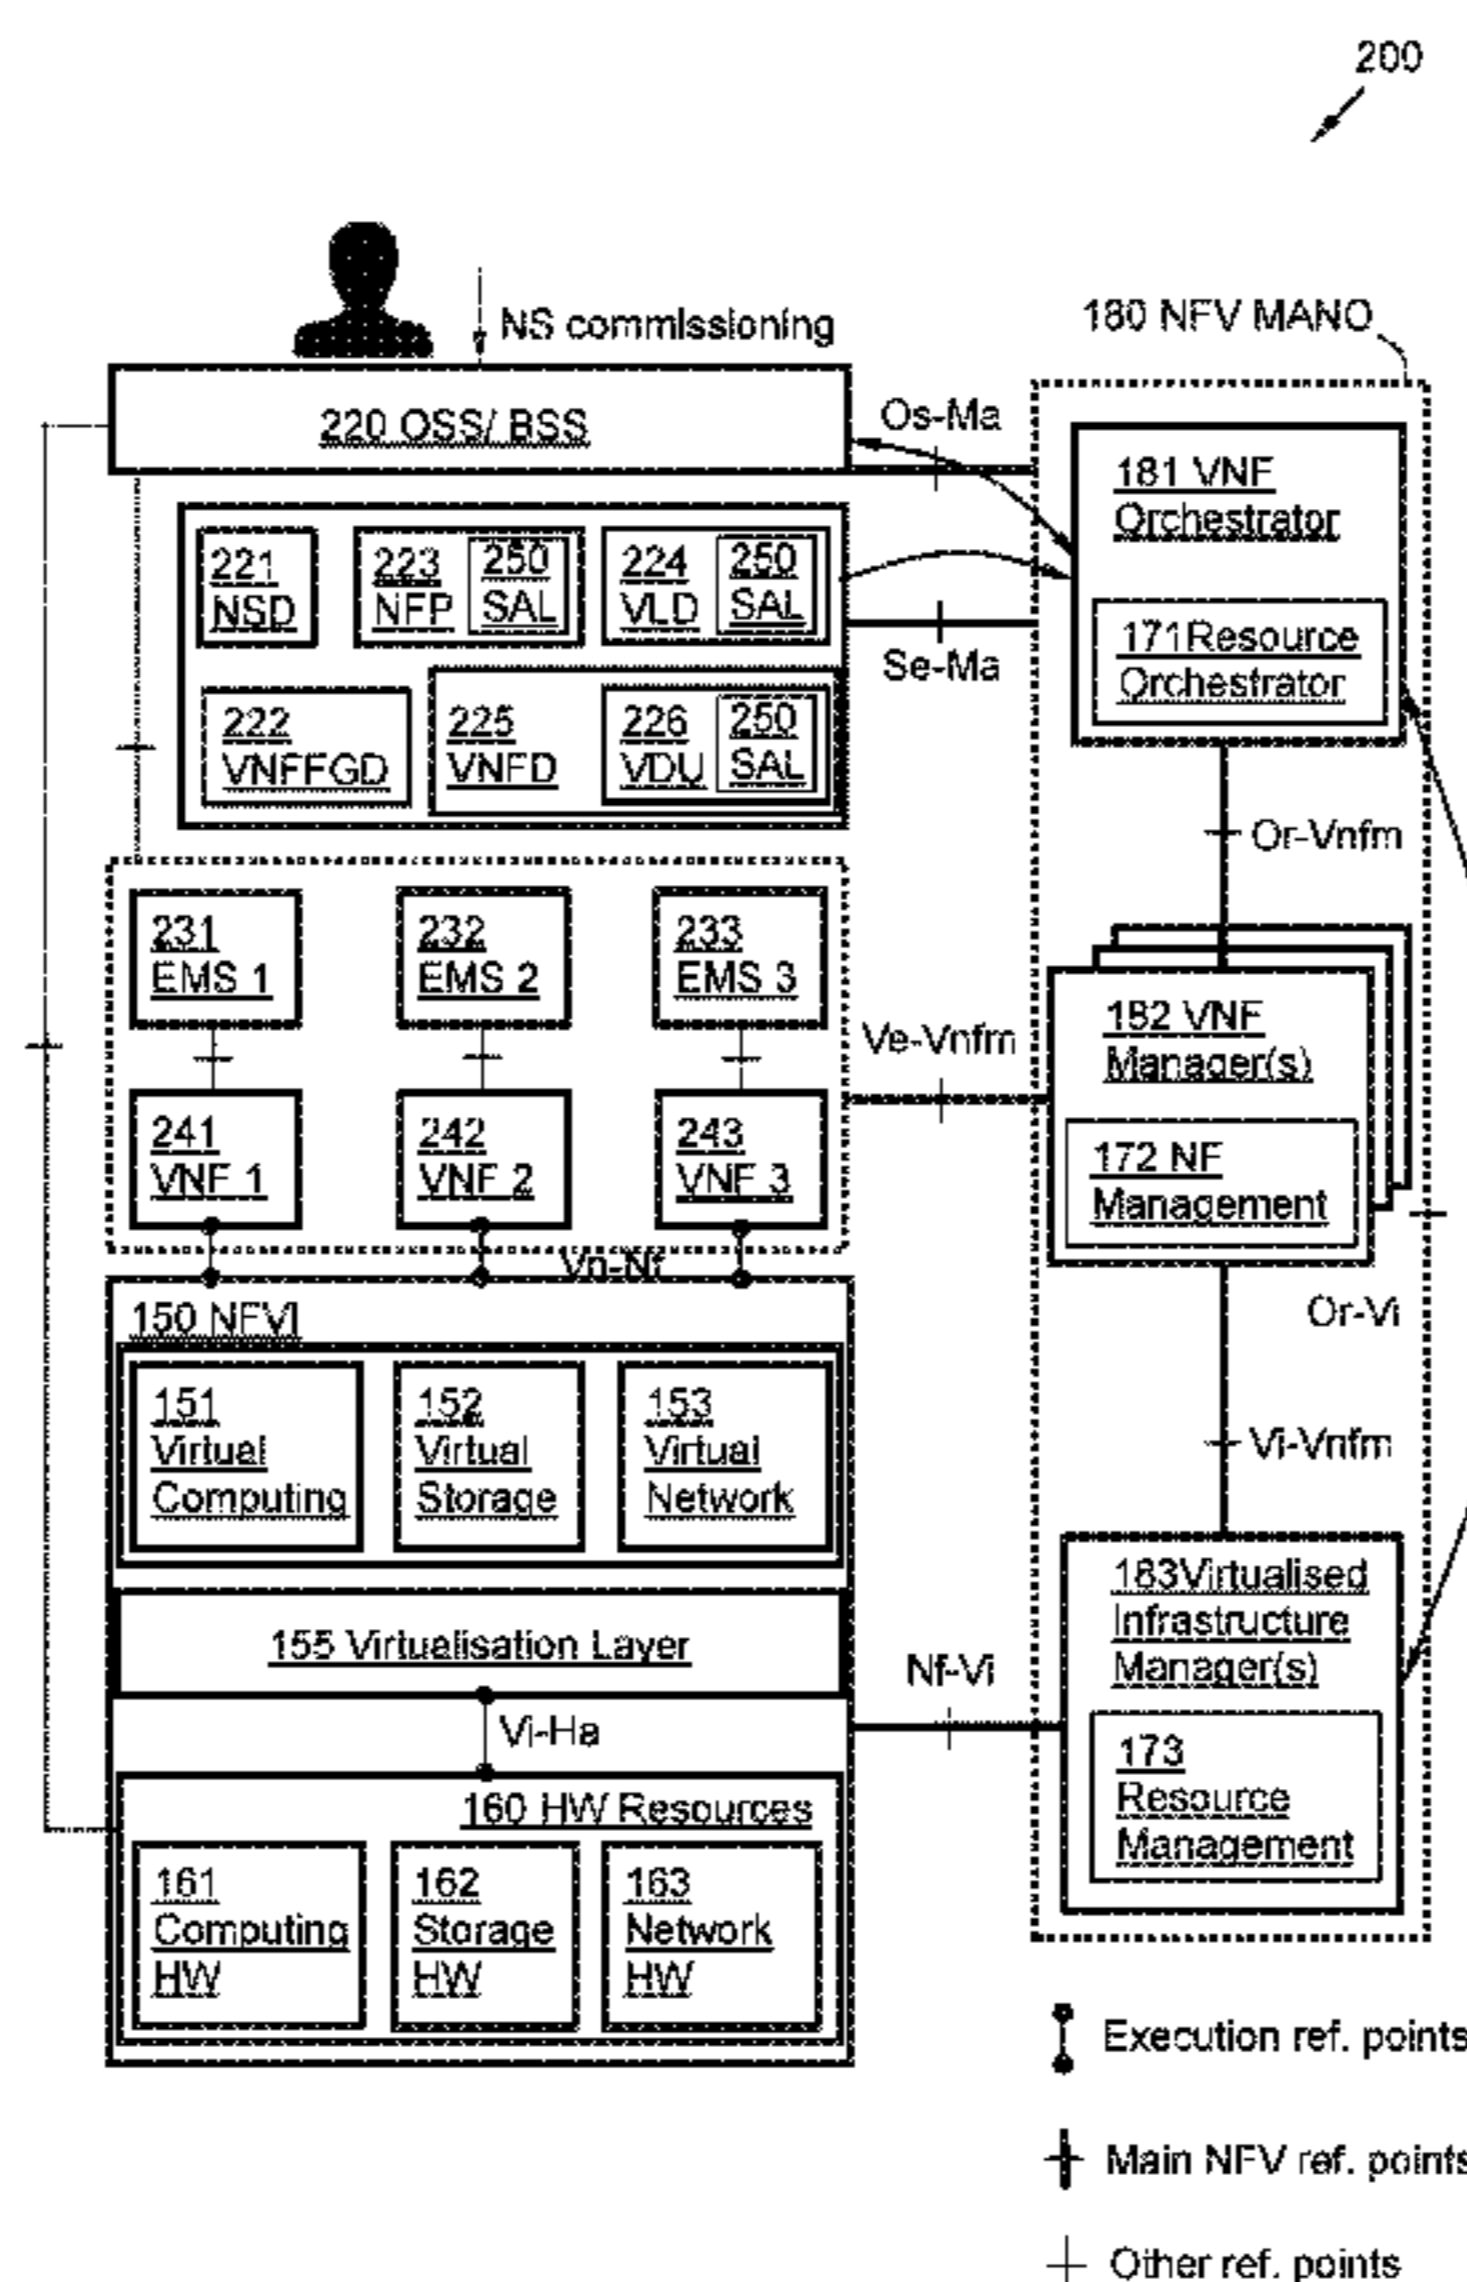 200
NS commissioning
180 NFV MANO
220 OSS/ BSS
Os-Ma
181 VNF
Orchestrator
171Resource
Orchestrator
221
NSD
223
NFP
250
SAL
224
VLD
250
SAL
Se-Ma
222
VNFFGD
225
VNFD
226
VDU
250
SAL
Or-Vnfm
231
EMS 1
232
EMS 2
233
EMS 3
182 VNF
Manager(s)
172 NF
Management
Ve-Vnfm
241
VNF 1
242
VNF 2
243
VNF 3
Vn-Nf
Or-Vi
150 NFVI
151
Virtual
Computing
152
Virtual
Storage
153
Virtual
Network
Vi-Vnfm
155 Virtualisation Layer
183Virtualised
Infrastructure
Manager(s)
173
Resource
Management
Nf-Vi
Vi-Ha
160 HW Resources
161
Computing
HW
162
Storage
HW
163
Network
HW
Execution ref. points
Main NFV ref. points
Other ref. points